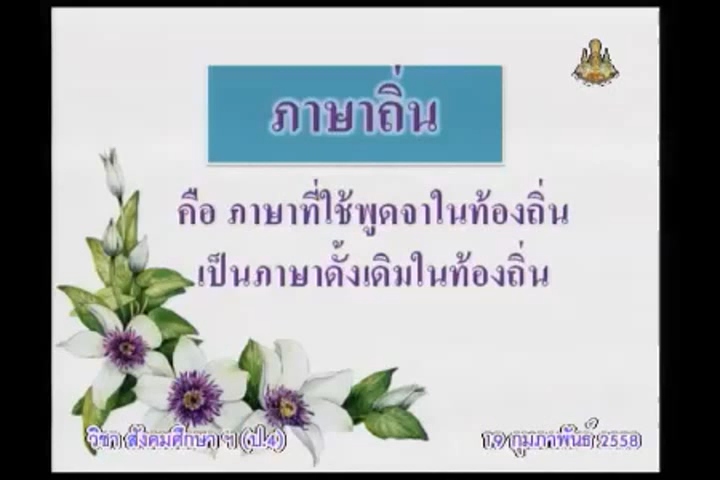 ภาษาถิ่น
คือ ภาษาที่ใช้พูดจาในท้องถิ่น
เป็นภาษาดั้งเดิมในท้องถิ่น
วิชา สังคมศึกษา ฯ (ป.4)
19 กุมภาพันธ์ 2558